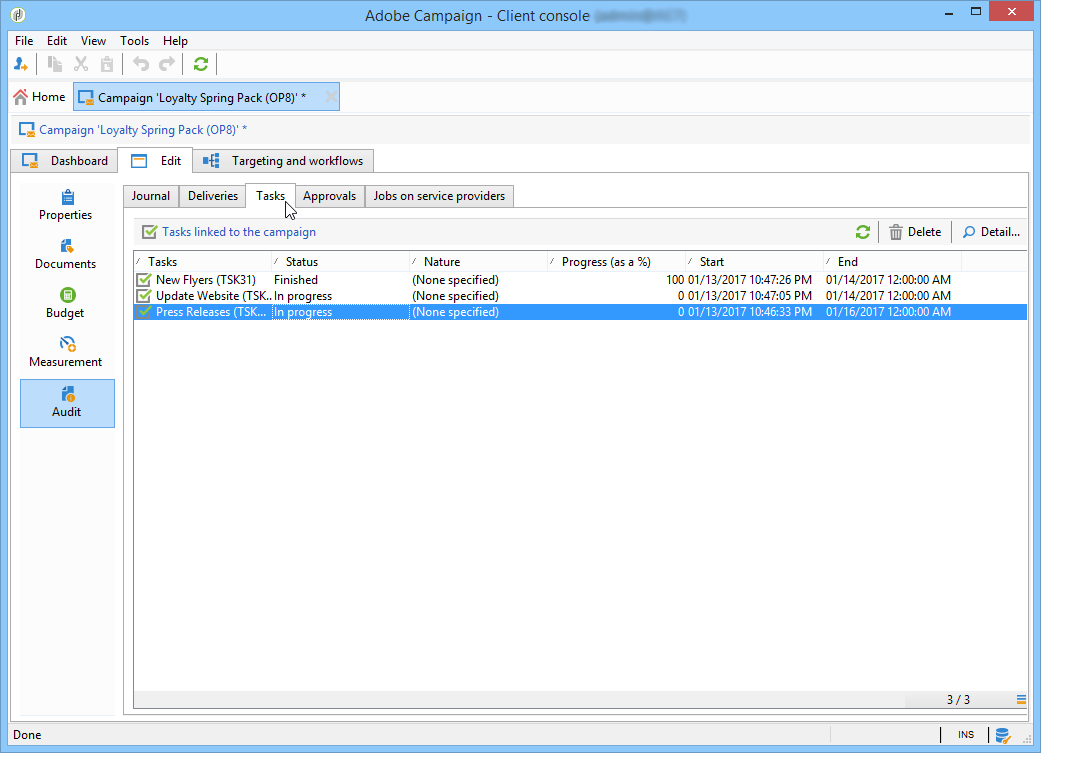 Adobe Campaign - Client console
File Edit View Tools Help
Home Campaign 'Loyalty Spring Pack (OP8)' *
Campaign 'Loyalty Spring Pack (OP8)' *
Dashboard Edit Targeting and workflows
Properties
Documents
Budget
Measurement
Audit
Journal Deliveries Tasks Approvals Jobs on service providers
Tasks linked to the campaign Delete Detail...
Tasks Status Nature Progress (as a %) Start End
New Flyers (TSK31) Finished (None specified) 100 01/13/2017 10:47:26 PM 01/14/2017 12:00:00 AM
Update Website (TSK... In progress (None specified) 0 01/13/2017 10:47:05 PM 01/14/2017 12:00:00 AM
Press Releases (TSK... In progress (None specified) 0 01/13/2017 10:46:33 PM 01/16/2017 12:00:00 AM
3 / 3
Done INS